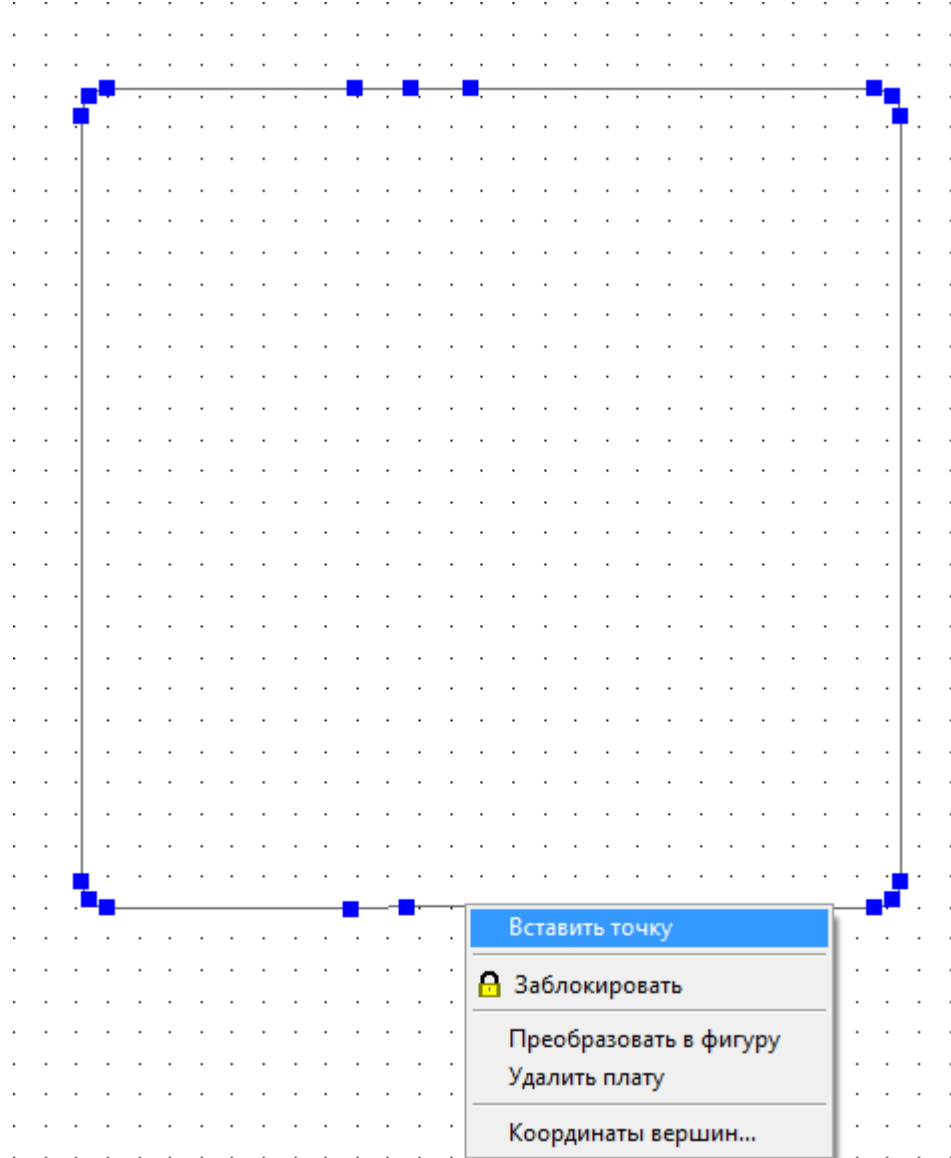 Вставить точку
Заблокировать
Преобразовать в фигуру
Удалить плату
Координаты вершин...